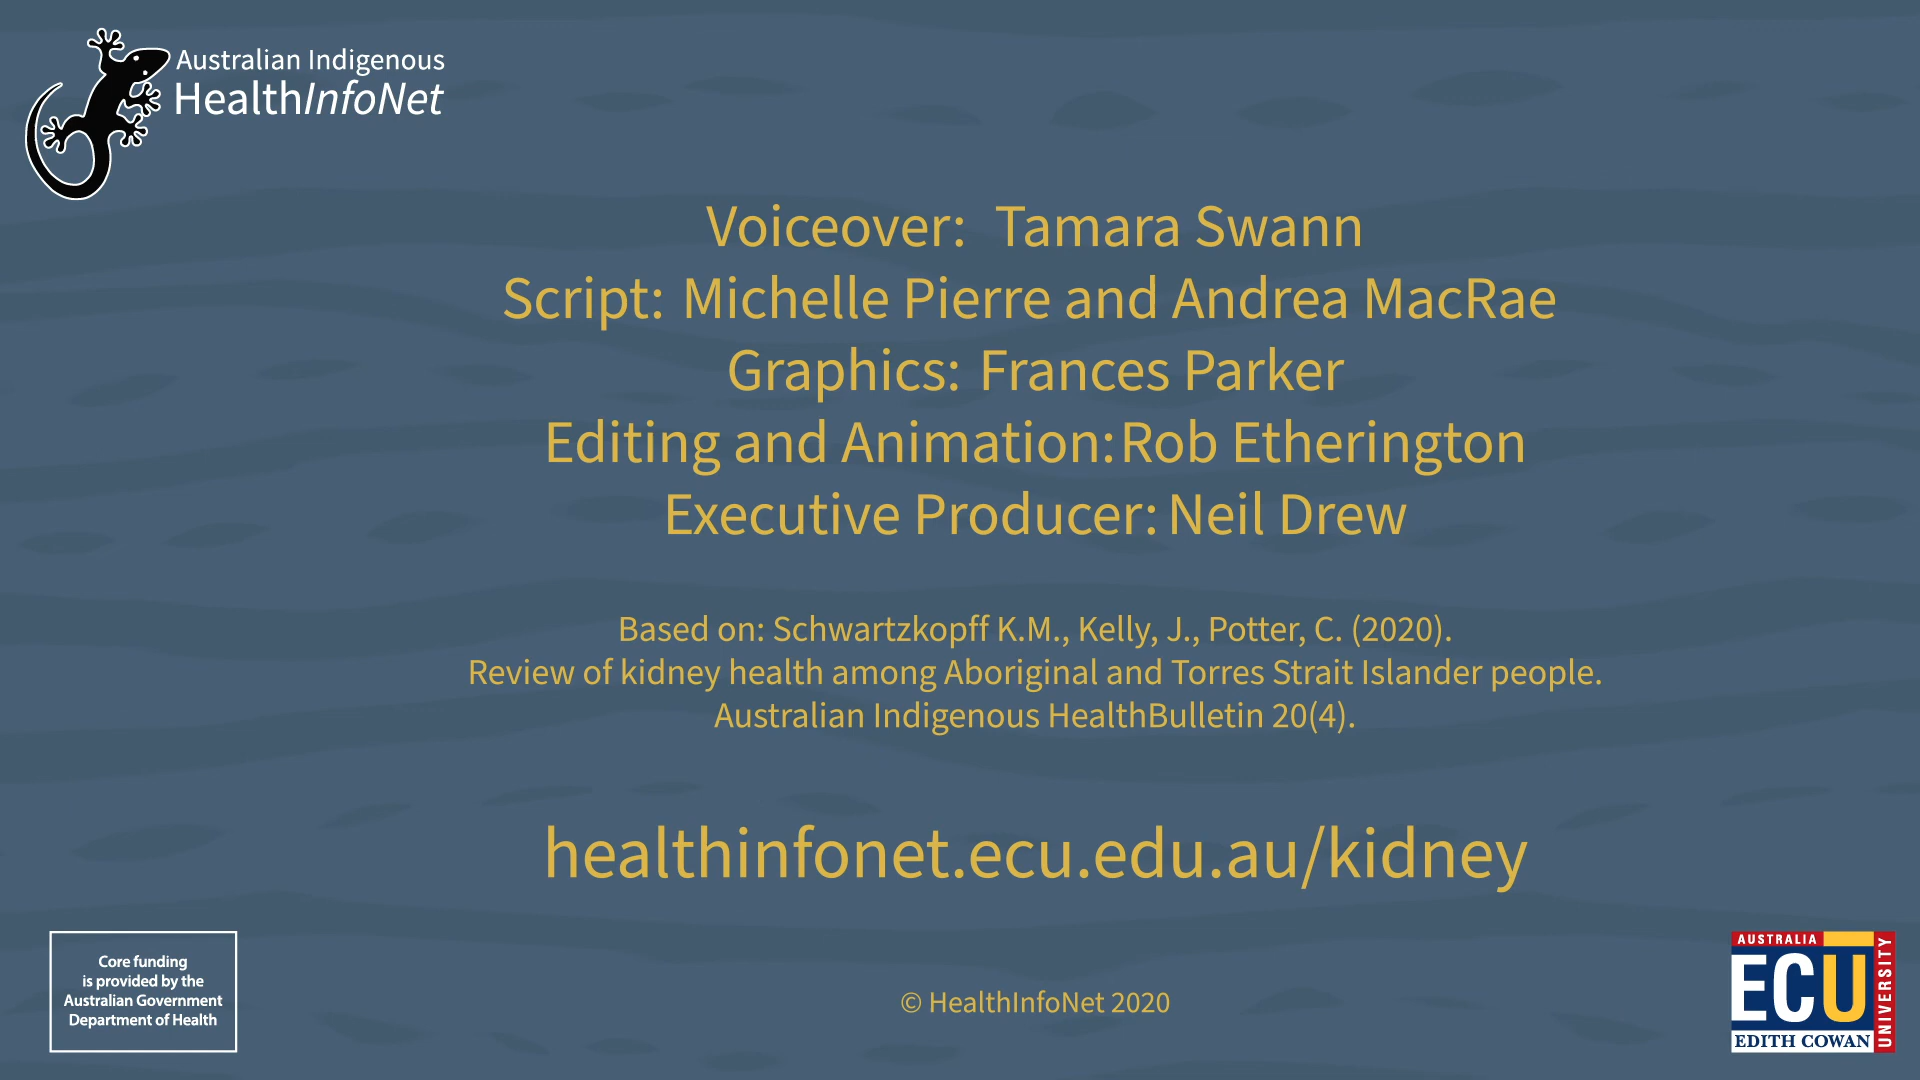 Australian Indigenous
HealthInfoNet
Voiceover: Tamara Swann
Script: Michelle Pierre and Andrea MacRae
Graphics: Frances Parker
Editing and Animation: Rob Etherington
Executive Producer: Neil Drew
Based on: Schwartzkopff K.M., Kelly, J., Potter, C. (2020).
Review of kidney health among Aboriginal and Torres Strait Islander people.
Australian Indigenous HealthBulletin 20(4).
healthinfonet.ecu.edu.au/kidney
Core funding
is provided by the
Australian Government
Department of Health
© HealthInfoNet 2020
AUSTRALIA
ECU
EDITH COWAN
UNIVERSITY